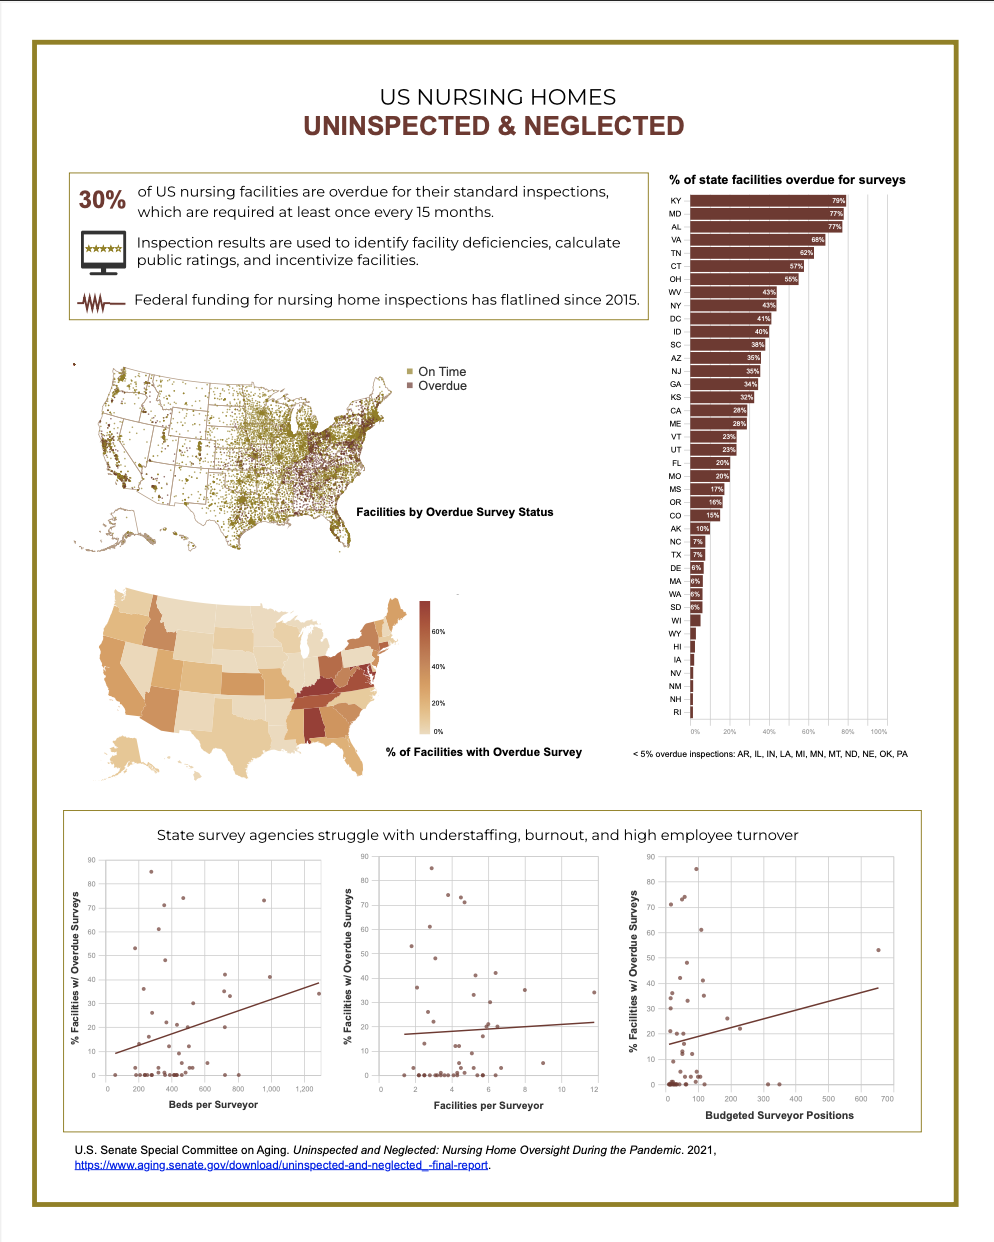 US NURSING HOMES
UNINSPECTED & NEGLECTED
30%
of US nursing facilities are overdue for their standard inspections,
which are required at least once every 15 months.
Inspection results are used to identify facility deficiencies, calculate
public ratings, and incentivize facilities.
Federal funding for nursing home inspections has flatlined since 2015.
On Time
Overdue
Facilities by Overdue Survey Status
60%
40%
20%
0%
% of Facilities with Overdue Survey
% of state facilities overdue for surveys
KY 79%
MD 77%
AL 77%
VA 68%
TN 62%
CT 57%
OH 55%
WV 43%
NY 43%
DC 41%
ID 40%
SC 38%
AZ 35%
NJ 35%
GA 34%
KS 32%
CA 28%
ME 28%
VT 23%
UT 23%
FL 20%
MO 20%
MS 17%
OR 16%
CO 15%
AK 10%
NC 7%
TX 7%
DE 6%
MA 6%
WA 6%
SD 6%
WI
WY
HI
IA
NV
NM
NH
RI
0% 20% 40% 60% 80% 100%
< 5% overdue inspections: AR, IL, IN, LA, MI, MN, MT, ND, NE, OK, PA
State survey agencies struggle with understaffing, burnout, and high employee turnover
% Facilities w/ Overdue Surveys
90
80
70
60
50
40
30
20
10
0
0 200 400 600 800 1,000 1,200
Beds per Surveyor
% Facilities w/ Overdue Surveys
90
80
70
60
50
40
30
20
10
0
0 2 4 6 8 10 12
Facilities per Surveyor
% Facilities w/ Overdue Surveys
90
80
70
60
50
40
30
20
10
0
0 100 200 300 400 500 600 700
Budgeted Surveyor Positions
U.S. Senate Special Committee on Aging. Uninspected and Neglected: Nursing Home Oversight During the Pandemic. 2021,
https://www.aging.senate.gov/download/uninspected-and-neglected_-final-report.